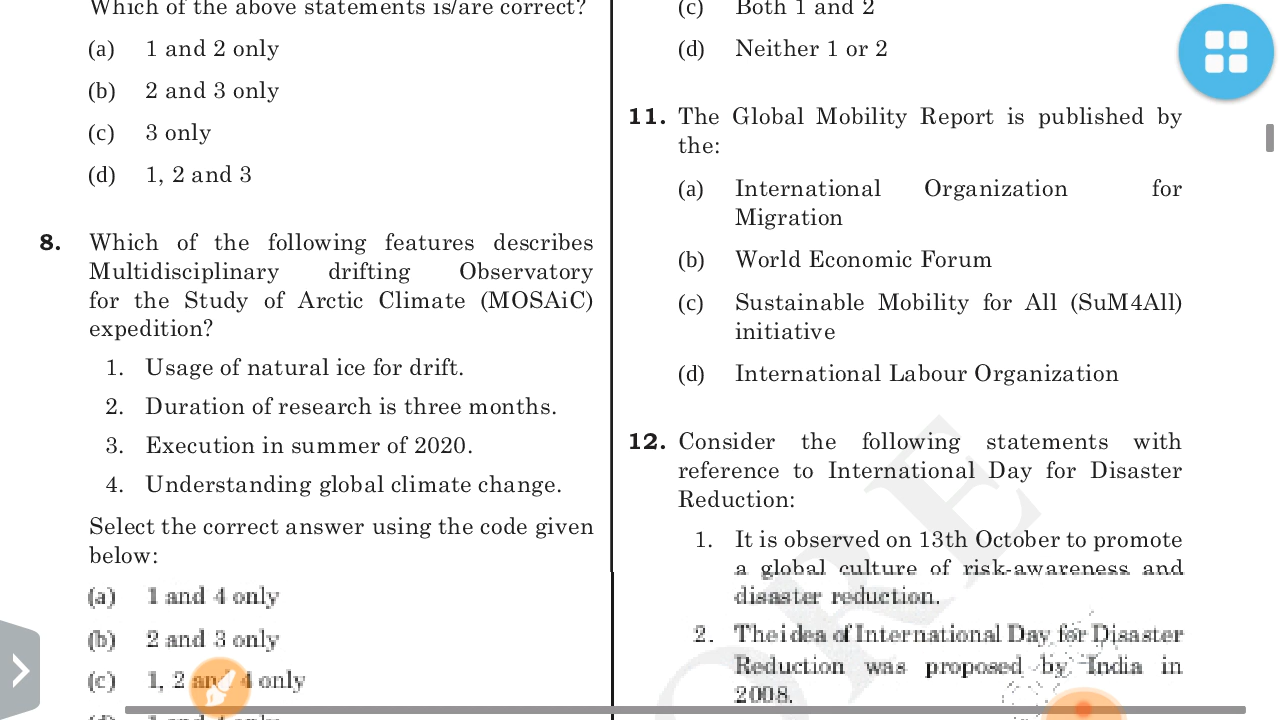 Which of the above statements is/are correct?
(a) 1 and 2 only
(b) 2 and 3 only
(c) 3 only
(d) 1, 2 and 3
8. Which of the following features describes
Multidisciplinary drifting Observatory
for the Study of Arctic Climate (MOSAiC)
expedition?
1. Usage of natural ice for drift.
2. Duration of research is three months.
3. Execution in summer of 2020.
4. Understanding global climate change.
Select the correct answer using the code given
below:
(a) 1 and 4 only
(b) 2 and 3 only
(c) 1, 2 and 4 only
(c) Both 1 and 2
(d) Neither 1 or 2
11. The Global Mobility Report is published by
the:
(a) International Organization for
Migration
(b) World Economic Forum
(c) Sustainable Mobility for All (SuM4All)
initiative
(d) International Labour Organization
12. Consider the following statements with
reference to International Day for Disaster
Reduction:
1. It is observed on 13th October to promote
a global culture of risk-awareness and
disaster reduction.
2. The idea of International Day for Disaster
Reduction was proposed by India in
2008.